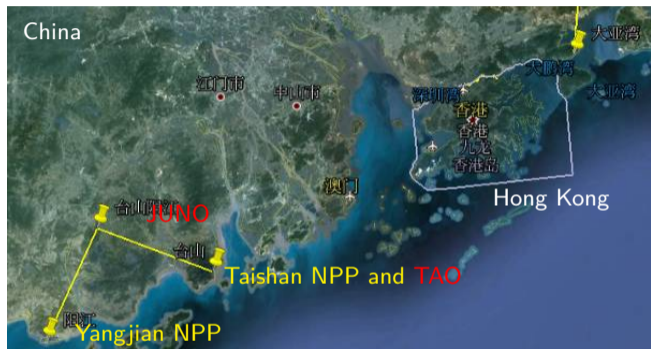 China
大亚湾
大鹏湾
深圳湾
大亚湾
江门市
中山市
香港
香港
九龙
香港岛
澳门
Hong Kong
JUNO
台山
Taishan NPP and TAO
阳江
Yangjian NPP